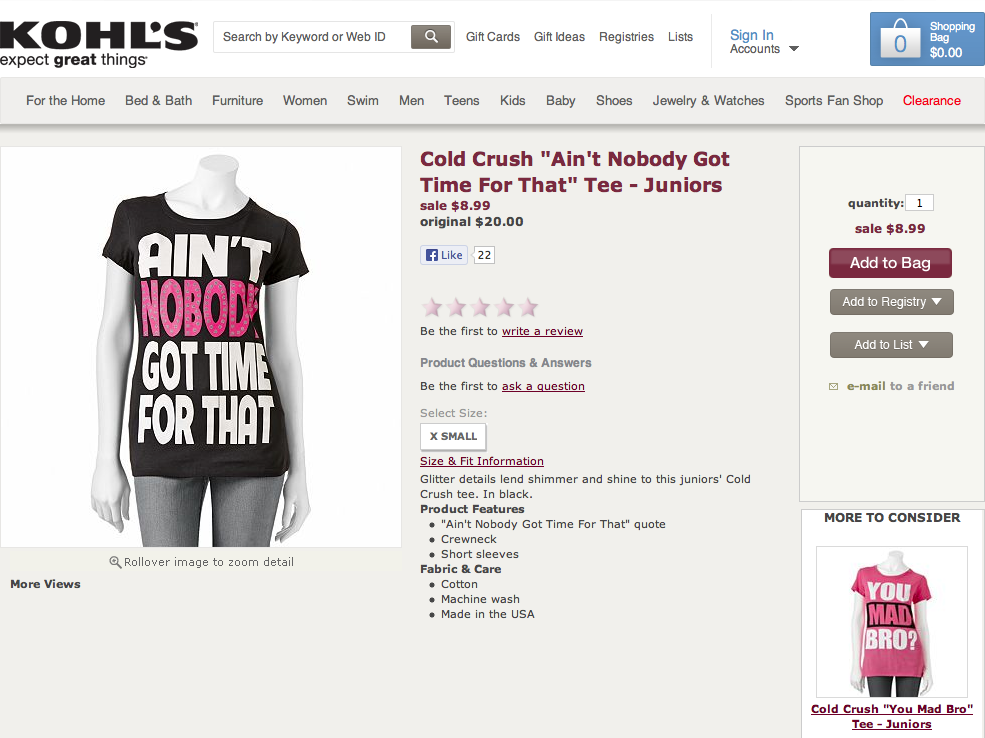 KOHL'S
expect great things
Search by Keyword or Web ID
Gift Cards Gift Ideas Registries Lists
Sign In
Accounts
0
Shopping
Bag
$0.00
For the Home Bed & Bath Furniture Women Swim Men Teens Kids Baby Shoes Jewelry & Watches Sports Fan Shop Clearance
AIN'T
NOBODY
GOT TIME
FOR THAT
Rollover image to zoom detail
More Views
Cold Crush "Ain't Nobody Got
Time For That" Tee - Juniors
sale $8.99
original $20.00
Like 22
Be the first to write a review
Product Questions & Answers
Be the first to ask a question
Select Size:
X SMALL
Size & Fit Information
Glitter details lend shimmer and shine to this juniors' Cold
Crush tee. In black.
Product Features
"Ain't Nobody Got Time For That" quote
Crewneck
Short sleeves
Fabric & Care
Cotton
Machine wash
Made in the USA
quantity: 1
sale $8.99
Add to Bag
Add to Registry
Add to List
e-mail to a friend
MORE TO CONSIDER
YOU
MAD
BRO?
Cold Crush "You Mad Bro"
Tee - Juniors